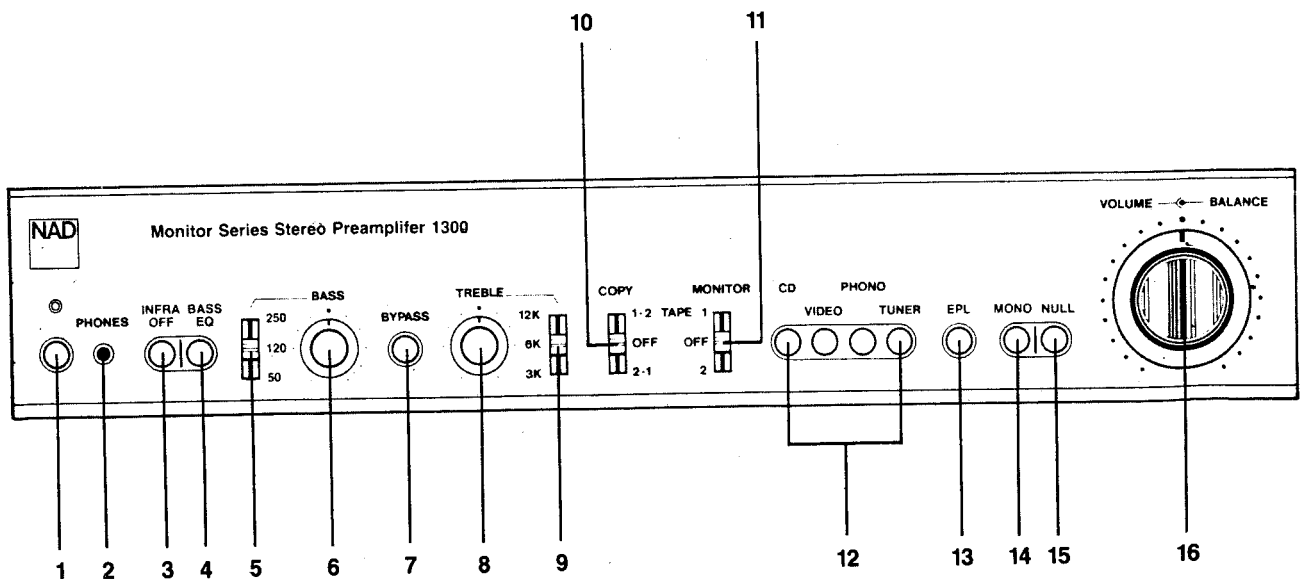 10 11
VOLUME BALANCE
NAD
Monitor Series Stereo Preamplifer 1300
PHONES
INFRA OFF
BASS EQ
250
120
50
BASS
BYPASS
TREBLE
12K
6K
3K
COPY
1·2
OFF
2·1
TAPE
MONITOR
1
OFF
2
CD
VIDEO
PHONO
TUNER
EPL
MONO
NULL
1 2 3 4 5 6 7 8 9 12 13 14 15 16